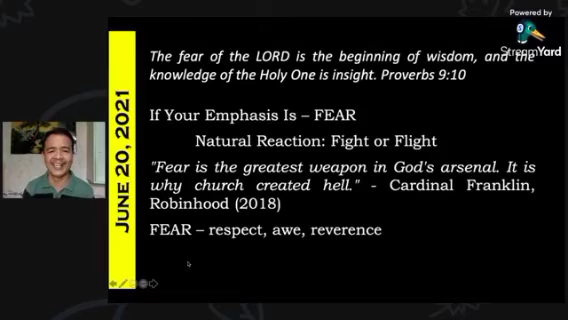 Powered by
StreamYard
The fear of the LORD is the beginning of wisdom, and the
knowledge of the Holy One is insight. Proverbs 9:10
If Your Emphasis Is – FEAR
Natural Reaction: Fight or Flight
"Fear is the greatest weapon in God's arsenal. It is
why church created hell." - Cardinal Franklin,
Robinhood (2018)
FEAR – respect, awe, reverence
JUNE 20, 2021